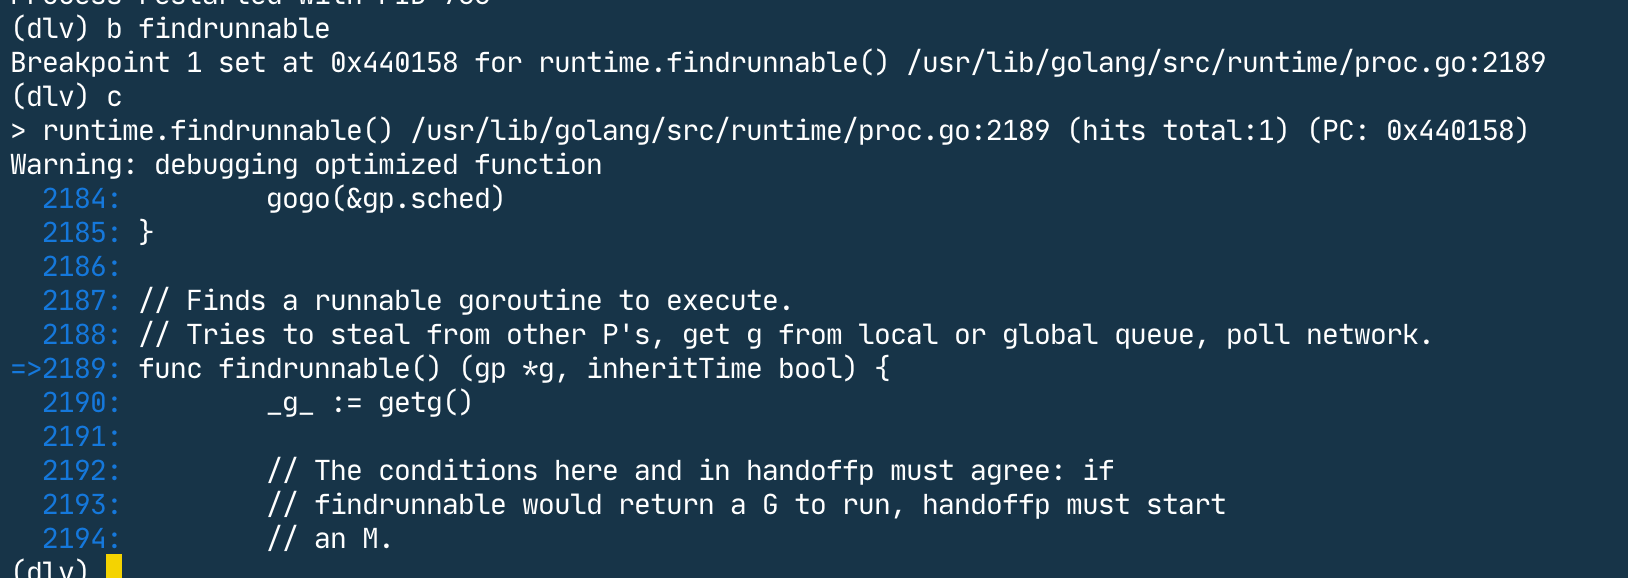 Process restarted with PID
(dlv) b findrunnable
Breakpoint 1 set at 0x440158 for runtime.findrunnable() /usr/lib/golang/src/runtime/proc.go:2189
(dlv) c
> runtime.findrunnable() /usr/lib/golang/src/runtime/proc.go:2189 (hits total:1) (PC: 0x440158)
Warning: debugging optimized function
  2184:         gogo(&gp.sched)
  2185: }
  2186:
  2187: // Finds a runnable goroutine to execute.
  2188: // Tries to steal from other P's, get g from local or global queue, poll network.
=>2189: func findrunnable() (gp *g, inheritTime bool) {
  2190:         _g_ := getg()
  2191:
  2192:         // The conditions here and in handoffp must agree: if
  2193:         // findrunnable would return a G to run, handoffp must start
  2194:         // an M.
(dlv)